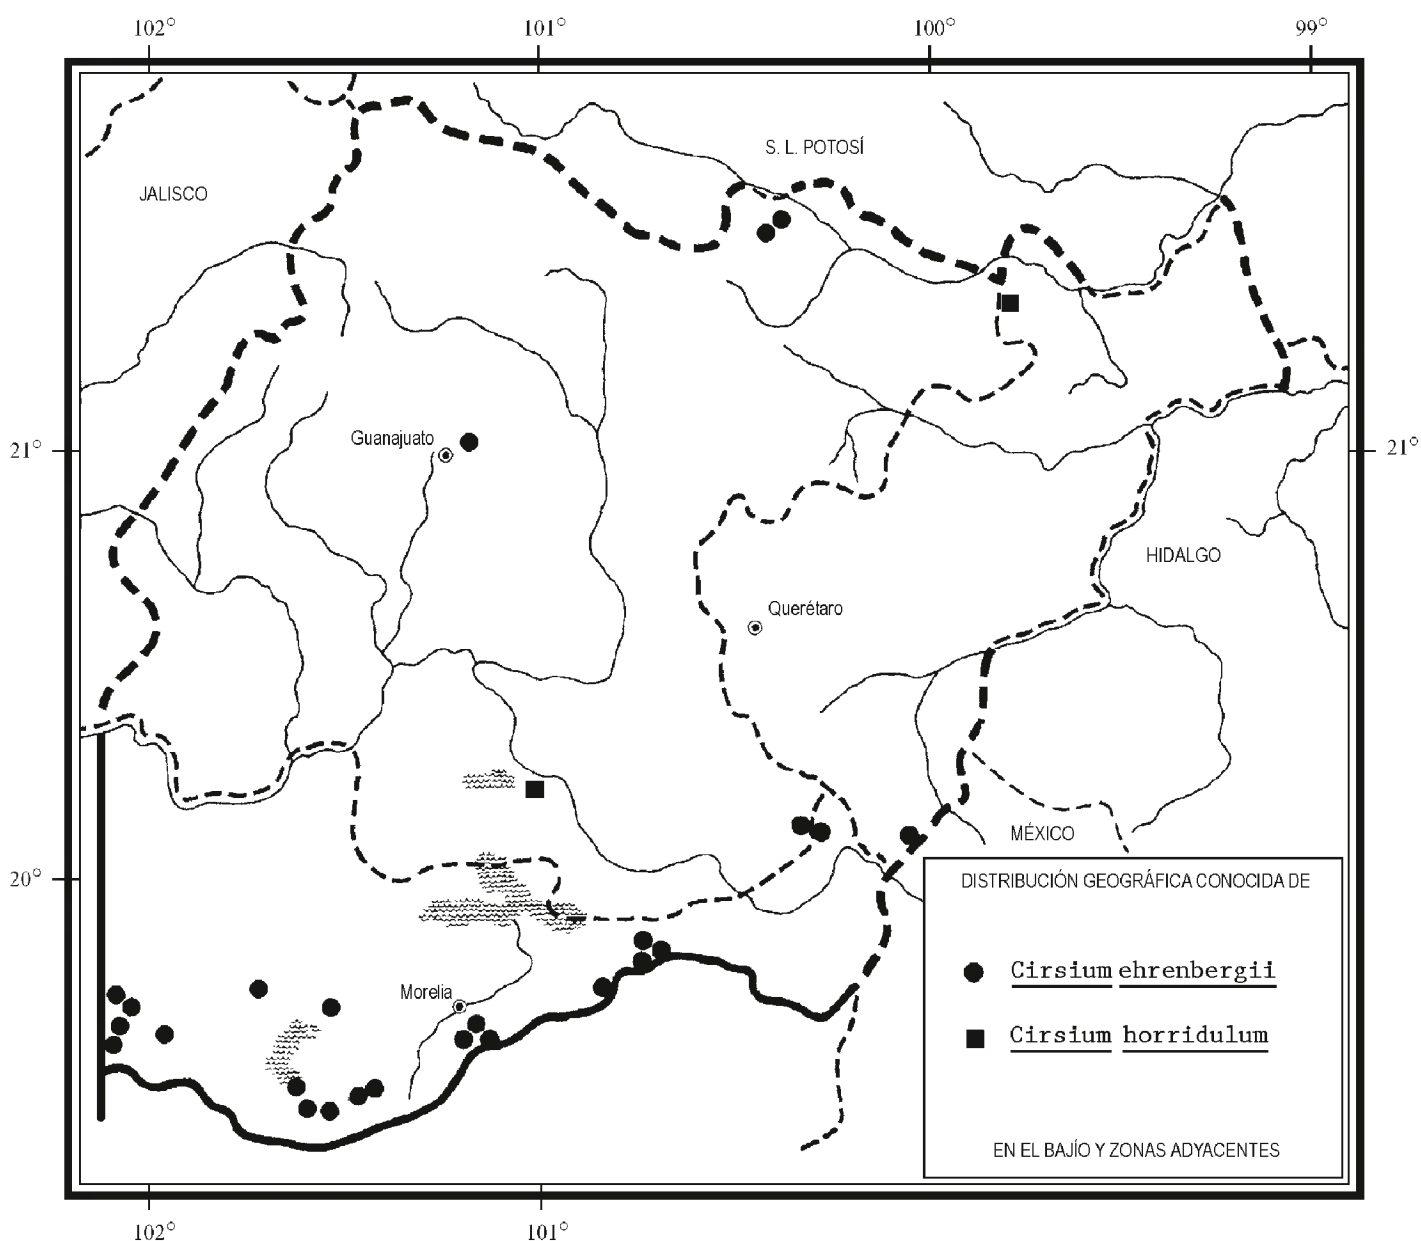 102° 101° 100° 99°
S. L. POTOSÍ
JALISCO
Guanajuato
21° 21°
HIDALGO
Querétaro
MÉXICO
20°
DISTRIBUCIÓN GEOGRÁFICA CONOCIDA DE
Cirsium ehrenbergii
Morelia
Cirsium horridulum
EN EL BAJÍO Y ZONAS ADYACENTES
102° 101°